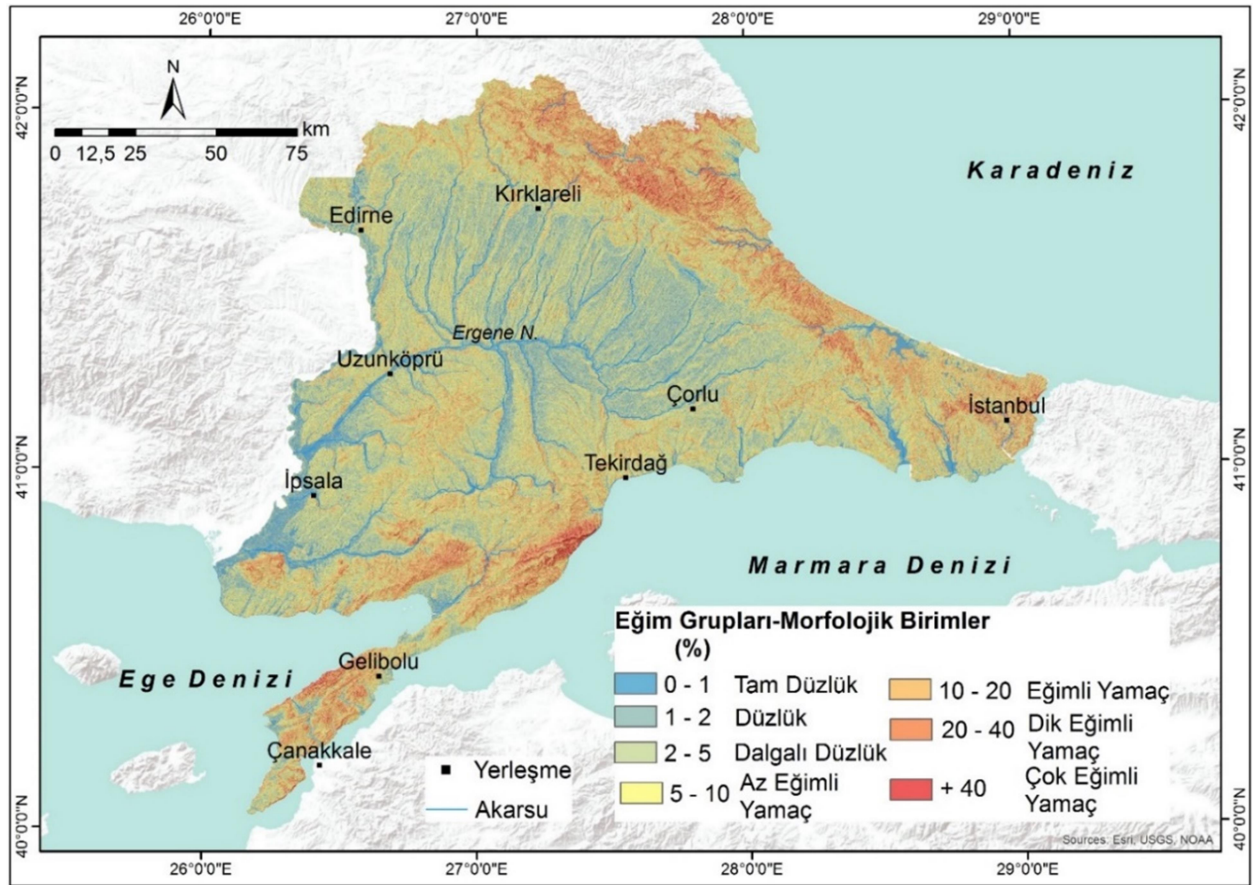 26°0'0"E 27°0'0"E 28°0'0"E 29°0'0"E
42°0'0"N
42°0'0"N
N
km
0 12,5 25 50 75
Karadeniz
Kırklareli
Edirne
Ergene N.
Uzunköprü
Çorlu
İstanbul
41°0'0"N
41°0'0"N
Tekirdağ
İpsala
Marmara Denizi
Eğim Grupları-Morfolojik Birimler
(%)
Gelibolu
Ege Denizi
0 - 1 Tam Düzlük
1 - 2 Düzlük
2 - 5 Dalgalı Düzlük
5 - 10 Az Eğimli
Yamaç
10 - 20 Eğimli Yamaç
20 - 40 Dik Eğimli
Yamaç
+ 40 Çok Eğimli
Yamaç
Çanakkale
Yerleşme
Akarsu
40°0'0"N
40°0'0"N
Sources: Esri, USGS, NOAA
26°0'0"E 27°0'0"E 28°0'0"E 29°0'0"E